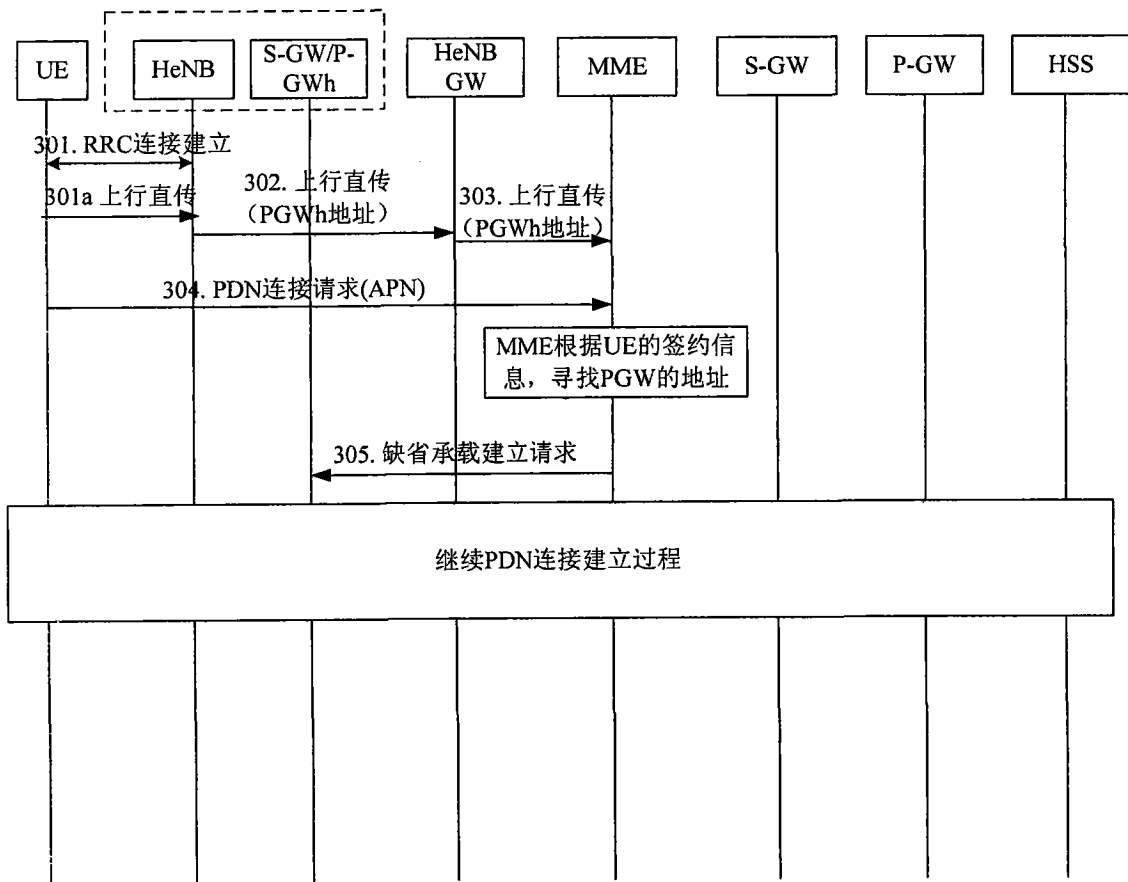 UE
HeNB
S-GW/P-
GWh
HeNB
GW
MME
S-GW
P-GW
HSS
301. RRC连接建立
301a 上行直传
302. 上行直传
（PGWh地址）
303. 上行直传
（PGWh地址）
304. PDN连接请求(APN)
MME根据UE的签约信
息，寻找PGW的地址
305. 缺省承载建立请求
继续PDN连接建立过程